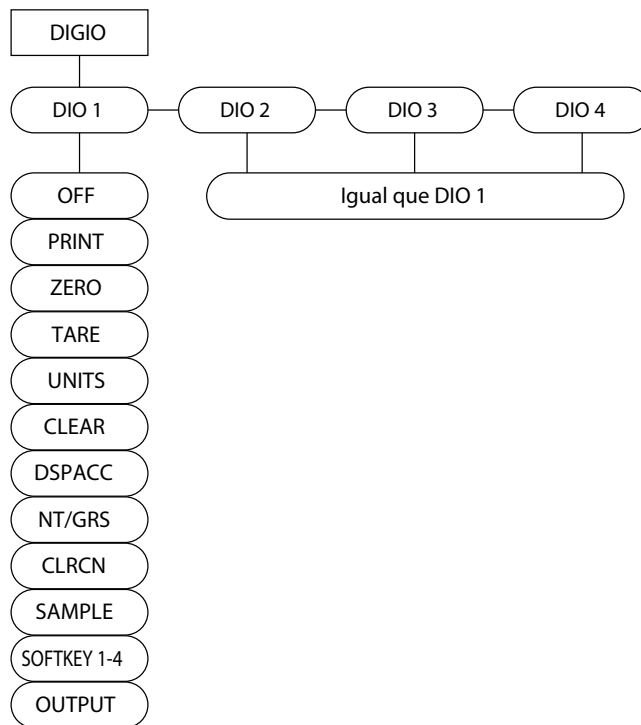 DIGIO
DIO 1
DIO 2
DIO 3
DIO 4
OFF
Igual que DIO 1
PRINT
ZERO
TARE
UNITS
CLEAR
DSPACC
NT/GRS
CLRCN
SAMPLE
SOFTKEY 1-4
OUTPUT